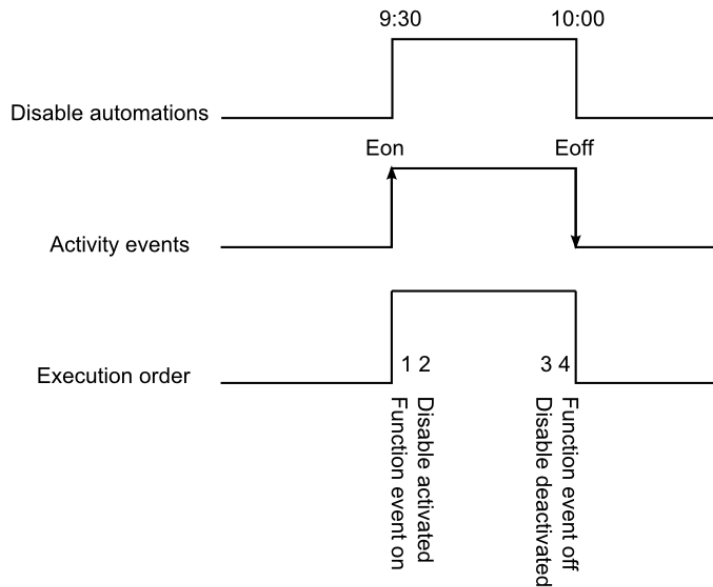 9:30
10:00
Disable automations
Eon
Eoff
Activity events
1 2
3 4
Execution order
Function event on
Disable activated
Disable deactivated
Function event off